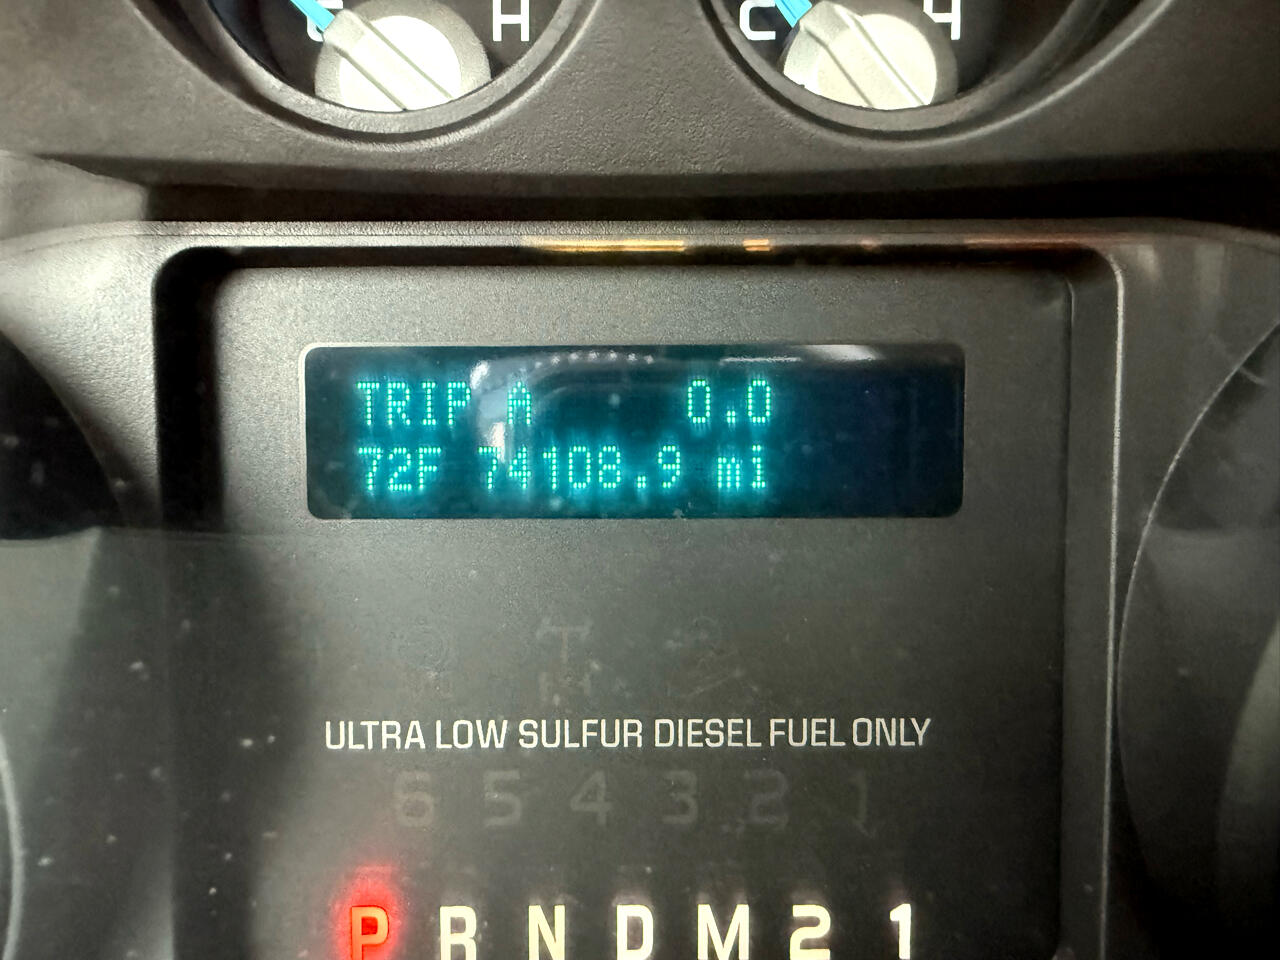 C H C H
TRIP A 0.0
72F 74108.9 mi
ULTRA LOW SULFUR DIESEL FUEL ONLY
6 5 4 3 2 1
P R N D M 2 1